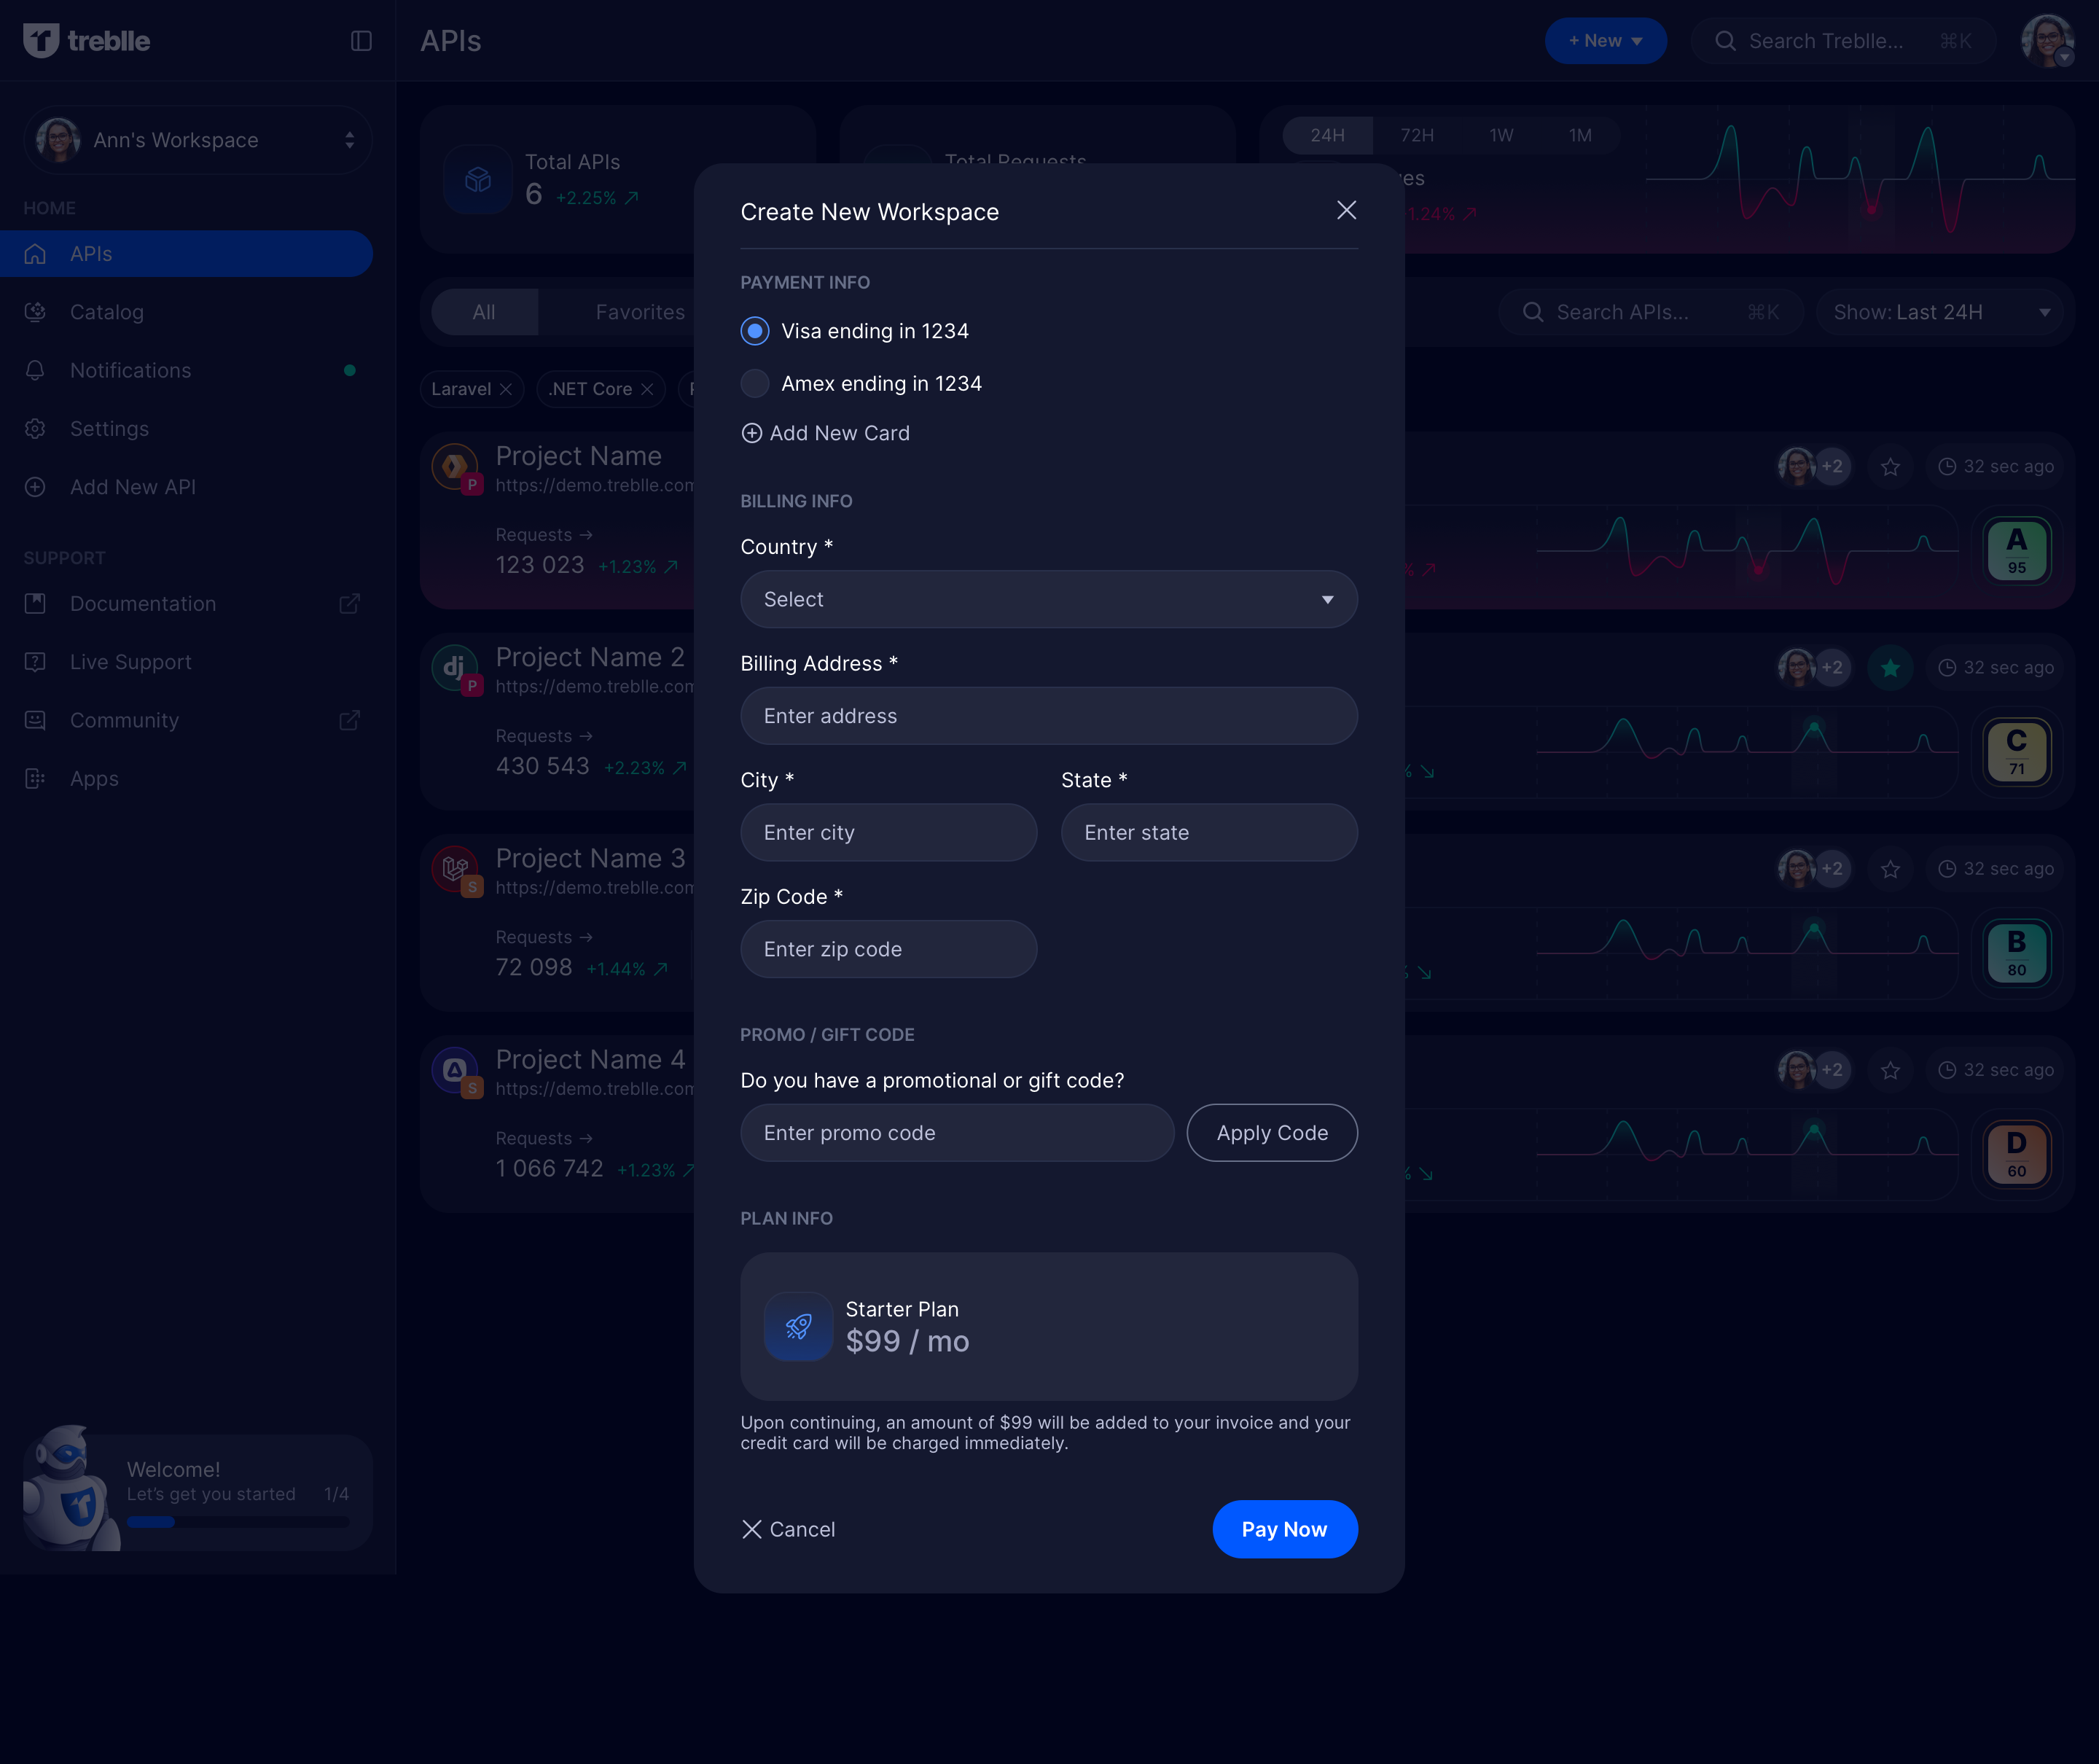 treblle
APIs
+ New
Search Treblle...
⌘K
Ann's Workspace
HOME
APIs
Catalog
Notifications
Settings
Add New API
SUPPORT
Documentation
Live Support
Community
Apps
Welcome!
Let's get you started
1/4
Total APIs
6 +2.25%
Total Requests
24H
72H
1W
1M
1.24%
All
Favorites
Search APIs...
⌘K
Show: Last 24H
Laravel
.NET Core
Project Name
P
https://demo.treblle.com
Requests →
123 023 +1.23%
+2
32 sec ago
A
95
Project Name 2
dj
P
https://demo.treblle.com
Requests →
430 543 +2.23%
+2
32 sec ago
C
71
Project Name 3
S
https://demo.treblle.com
Requests →
72 098 +1.44%
+2
32 sec ago
B
80
Project Name 4
S
https://demo.treblle.com
Requests →
1 066 742 +1.23%
+2
32 sec ago
D
60
Create New Workspace
PAYMENT INFO
Visa ending in 1234
Amex ending in 1234
Add New Card
BILLING INFO
Country *
Select
Billing Address *
Enter address
City *
State *
Enter city
Enter state
Zip Code *
Enter zip code
PROMO / GIFT CODE
Do you have a promotional or gift code?
Enter promo code
Apply Code
PLAN INFO
Starter Plan
$99 / mo
Upon continuing, an amount of $99 will be added to your invoice and your
credit card will be charged immediately.
Cancel
Pay Now